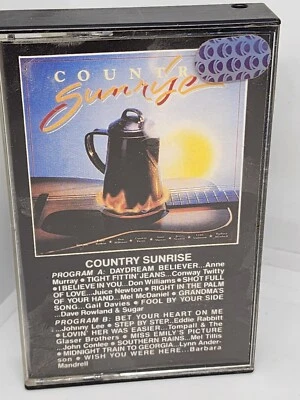 COUNTR
Sunrise
COUNTRY SUNRISE
PROGRAM A: DAYDREAM BELIEVER...Anne
Murray • TIGHT FITTIN' JEANS...Conway Twitty
• I BELIEVE IN YOU...Don Williams • SHOT FULL
OF LOVE...Juice Newton • RIGHT IN THE PALM
OF YOUR HAND...Mel McDaniel • GRANDMA'S
SONG...Gail Davies • FOOL BY YOUR SIDE
...Dave Rowland & Sugar
PROGRAM B: BET YOUR HEART ON ME
...Johnny Lee • STEP BY STEP...Eddie Rabbitt
• LOVIN' HER WAS EASIER...Tompall & The
Glaser Brothers • MISS EMILY'S PICTURE
...John Conlee • SOUTHERN RAINS...Mel Tillis
• MIDNIGHT TRAIN TO GEORGIA...Lynn Ander-
son • WISH YOU WERE HERE...Barbara
Mandrell